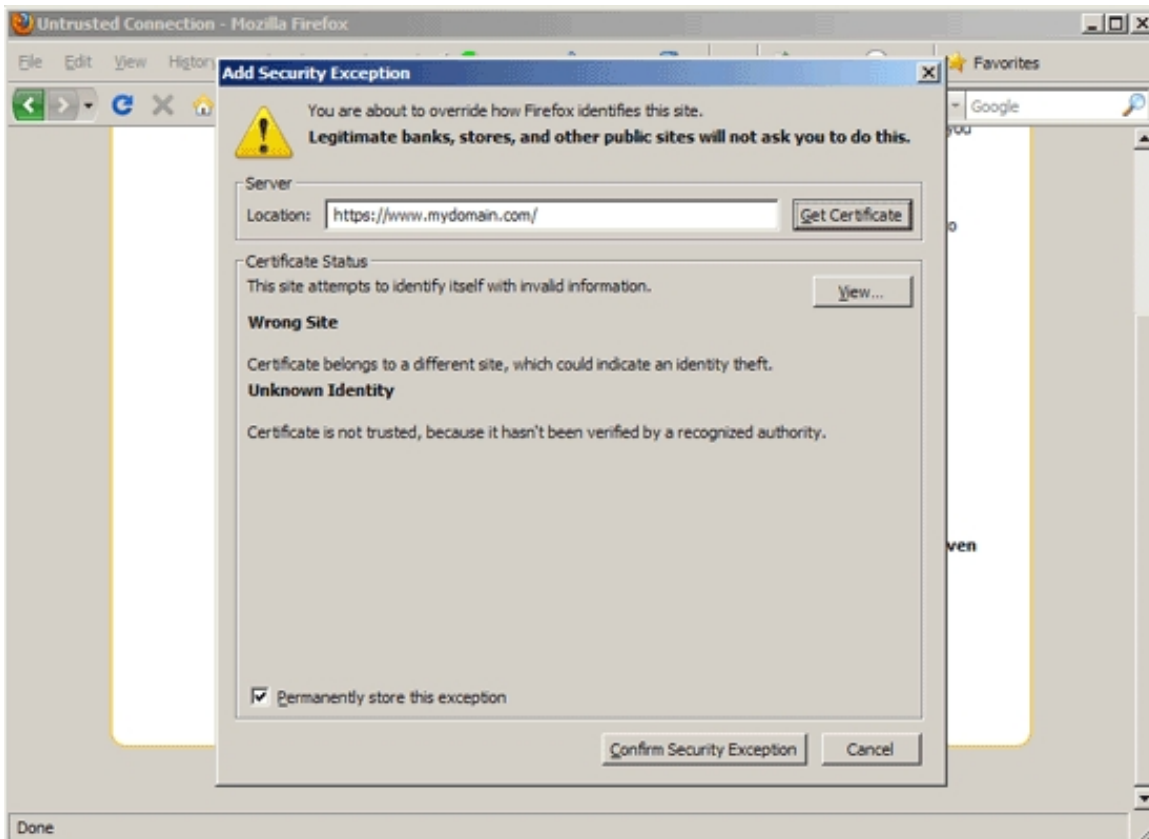 Untrusted Connection - Mozilla Firefox
File Edit View History
Favorites
Google
Add Security Exception
You are about to override how Firefox identifies this site.
Legitimate banks, stores, and other public sites will not ask you to do this.
Server
Location: https://www.mydomain.com/ Get Certificate
Certificate Status
This site attempts to identify itself with invalid information.
View...
Wrong Site
Certificate belongs to a different site, which could indicate an identity theft.
Unknown Identity
Certificate is not trusted, because it hasn't been verified by a recognized authority.
Permanently store this exception
Confirm Security Exception Cancel
you
o
ven
Done